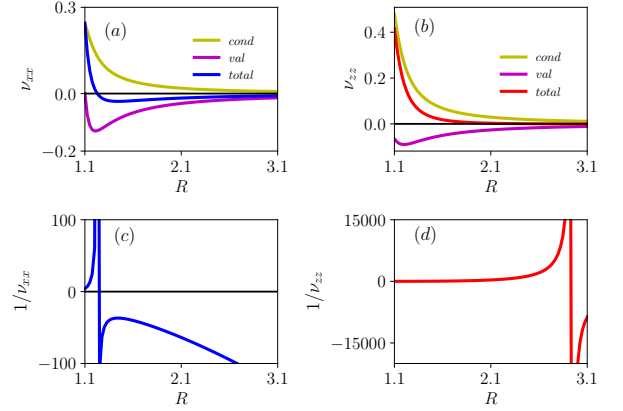 0.3
(a)
cond
val
total
ν_xx
0.0
−0.2
1.1
2.1
3.1
R
(b)
cond
val
total
ν_zz
0.4
0.2
0.0
1.1
2.1
3.1
R
100
(c)
1/ν_xx
0
−100
1.1
2.1
3.1
R
15000
(d)
1/ν_zz
0
−15000
1.1
2.1
3.1
R